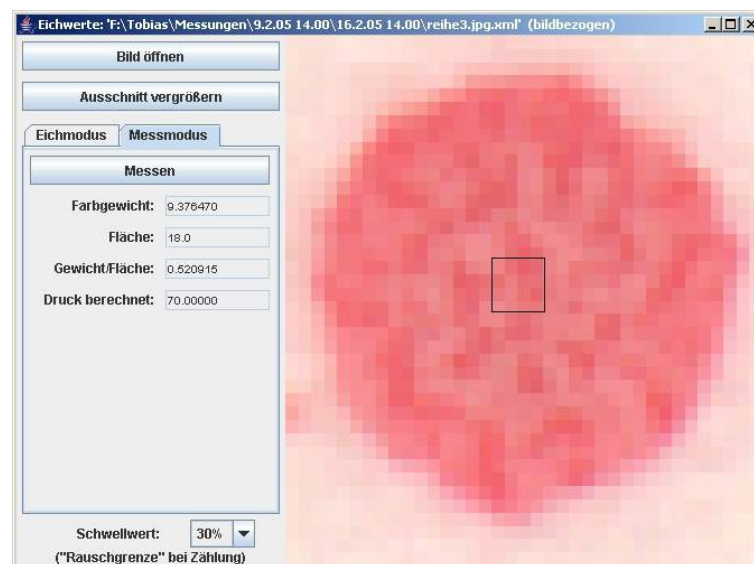 Eichwerte: 'F:\Tobias\Messungen\9.2.05 14.00\16.2.05 14.00\reihe3.jpg.xml' (bildbezogen)
Bild öffnen
Ausschnitt vergrößern
Eichmodus Messmodus
Messen
Farbgewicht: 9.376470
Fläche: 18.0
Gewicht/Fläche: 0.520915
Druck berechnet: 70.00000
Schwellwert: 30%
("Rauschgrenze" bei Zählung)